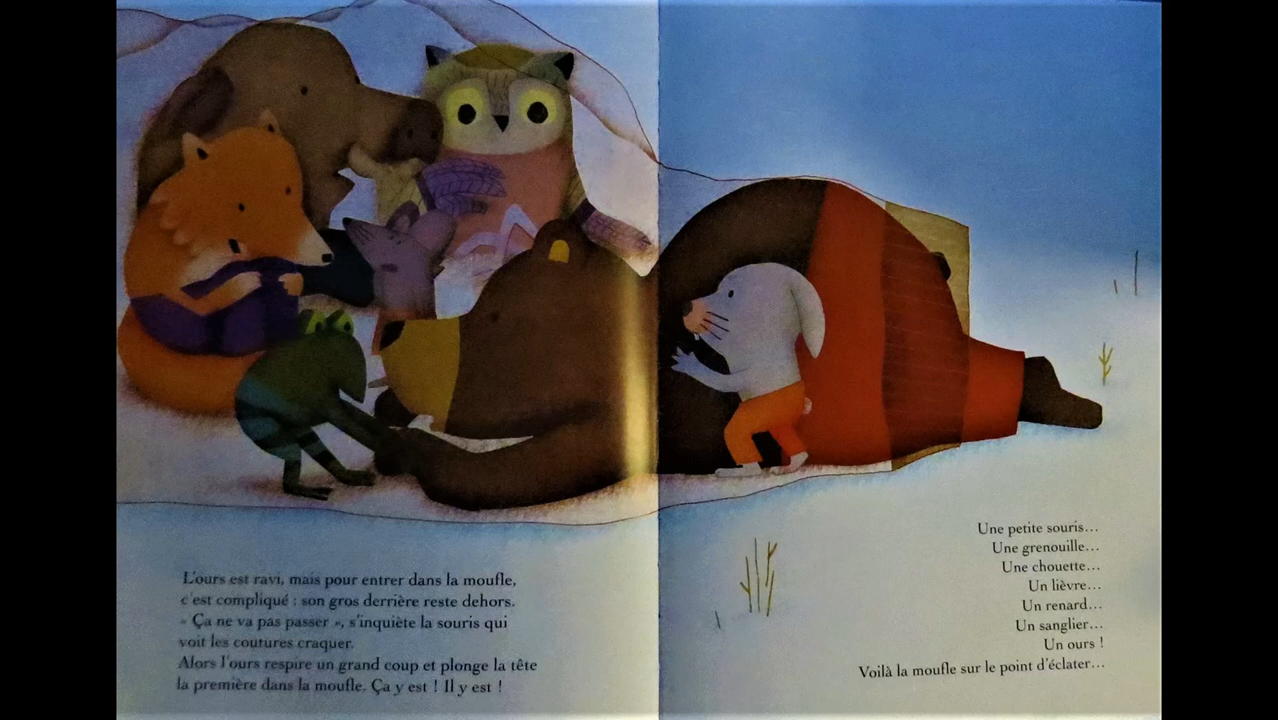 L'ours est ravi, mais pour entrer dans la moufle,
c'est compliqué : son gros derrière reste dehors.
« Ça ne va pas passer », s'inquiète la souris qui
voit les coutures craquer.
Alors l'ours respire un grand coup et plonge la tête
la première dans la moufle. Ça y est ! Il y est !
Une petite souris...
Une grenouille...
Une chouette...
Un lièvre...
Un renard...
Un sanglier...
Un ours !
Voilà la moufle sur le point d'éclater...